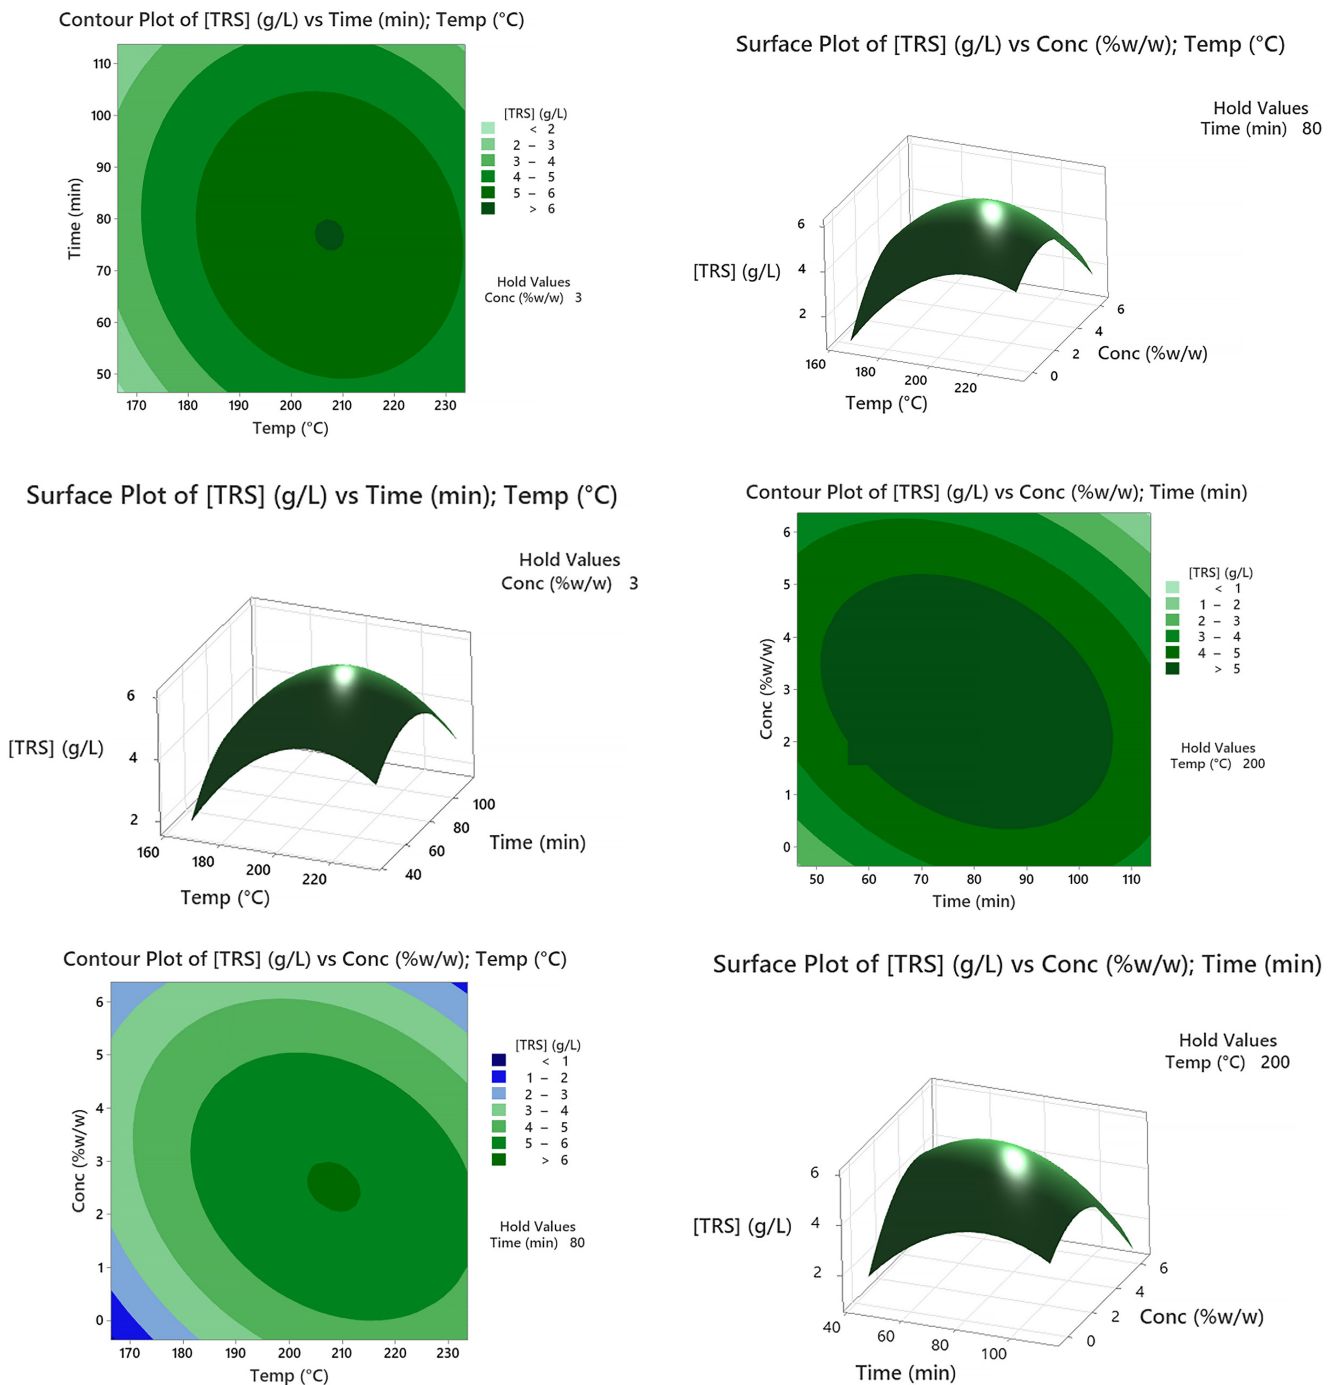 Contour Plot of [TRS] (g/L) vs Time (min); Temp (°C)
110
100
90
80
70
60
50
Time (min)
170 180 190 200 210 220 230
Temp (°C)
[TRS] (g/L)
< 2
2 – 3
3 – 4
4 – 5
5 – 6
> 6
Hold Values
Conc (%w/w) 3
Surface Plot of [TRS] (g/L) vs Conc (%w/w); Temp (°C)
Hold Values
Time (min) 80
6
4
2
[TRS] (g/L)
160 180 200 220
Temp (°C)
0 2 4 6
Conc (%w/w)
Surface Plot of [TRS] (g/L) vs Time (min); Temp (°C)
Hold Values
Conc (%w/w) 3
6
4
2
[TRS] (g/L)
160 180 200 220
Temp (°C)
40 60 80 100
Time (min)
Contour Plot of [TRS] (g/L) vs Conc (%w/w); Time (min)
6
5
4
3
2
1
0
Conc (%w/w)
50 60 70 80 90 100 110
Time (min)
[TRS] (g/L)
< 1
1 – 2
2 – 3
3 – 4
4 – 5
> 5
Hold Values
Temp (°C) 200
Contour Plot of [TRS] (g/L) vs Conc (%w/w); Temp (°C)
6
5
4
3
2
1
0
Conc (%w/w)
170 180 190 200 210 220 230
Temp (°C)
[TRS] (g/L)
< 1
1 – 2
2 – 3
3 – 4
4 – 5
5 – 6
> 6
Hold Values
Time (min) 80
Surface Plot of [TRS] (g/L) vs Conc (%w/w); Time (min)
Hold Values
Temp (°C) 200
6
4
2
[TRS] (g/L)
40 60 80 100
Time (min)
0 2 4 6
Conc (%w/w)